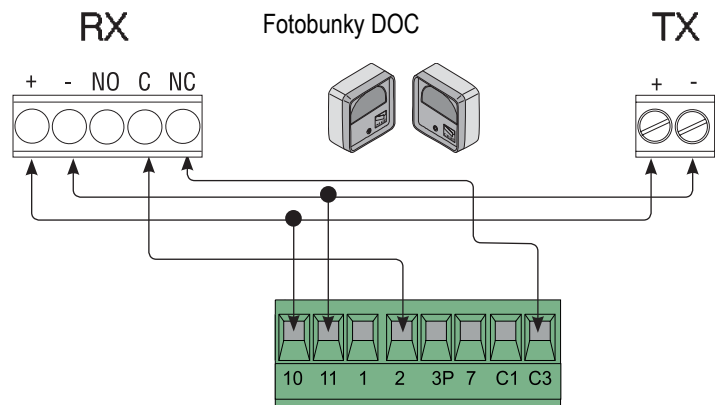 RX Fotobunky DOC TX
+ - NO C NC + -
10 11 1 2 3P 7 C1 C3